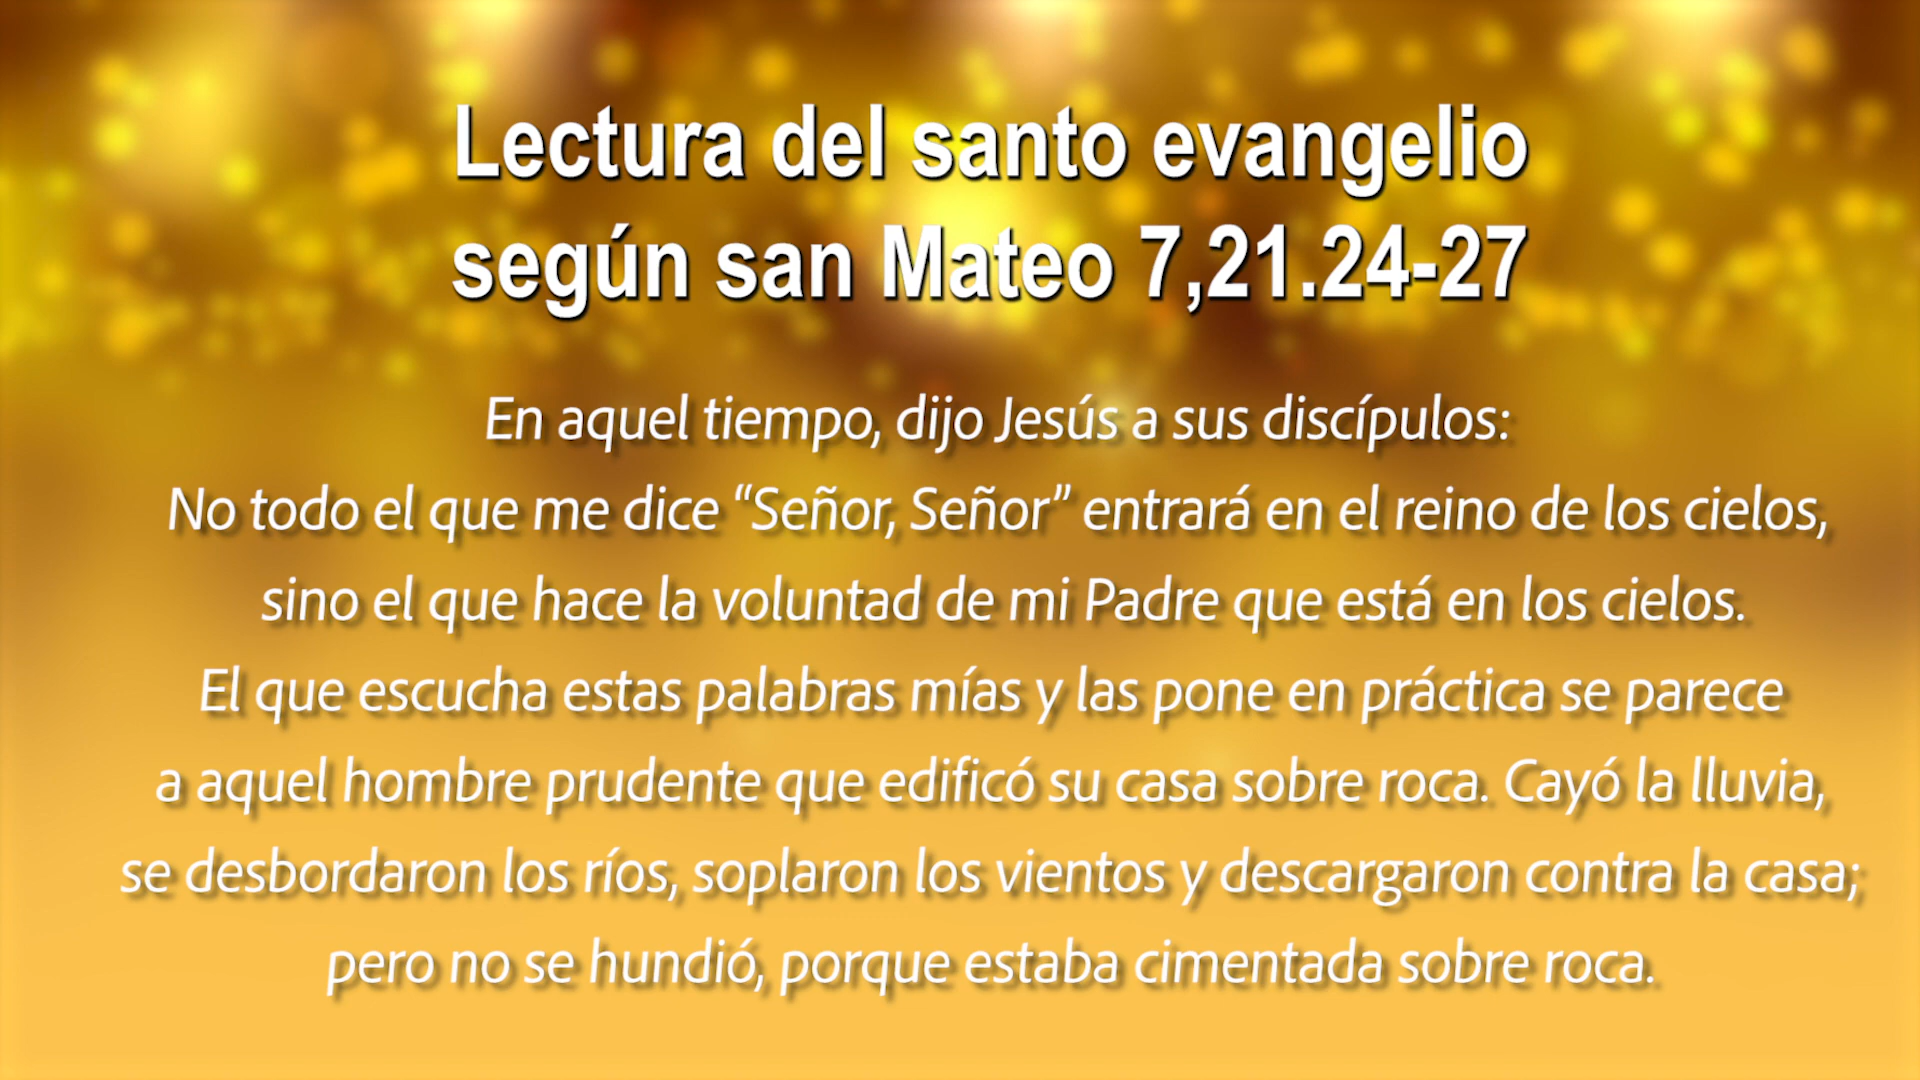 Lectura del santo evangelio
según san Mateo 7,21.24-27
En aquel tiempo, dijo Jesús a sus discípulos:
No todo el que me dice “Señor, Señor” entrará en el reino de los cielos,
sino el que hace la voluntad de mi Padre que está en los cielos.
El que escucha estas palabras mías y las pone en práctica se parece
a aquel hombre prudente que edificó su casa sobre roca. Cayó la lluvia,
se desbordaron los ríos, soplaron los vientos y descargaron contra la casa;
pero no se hundió, porque estaba cimentada sobre roca.